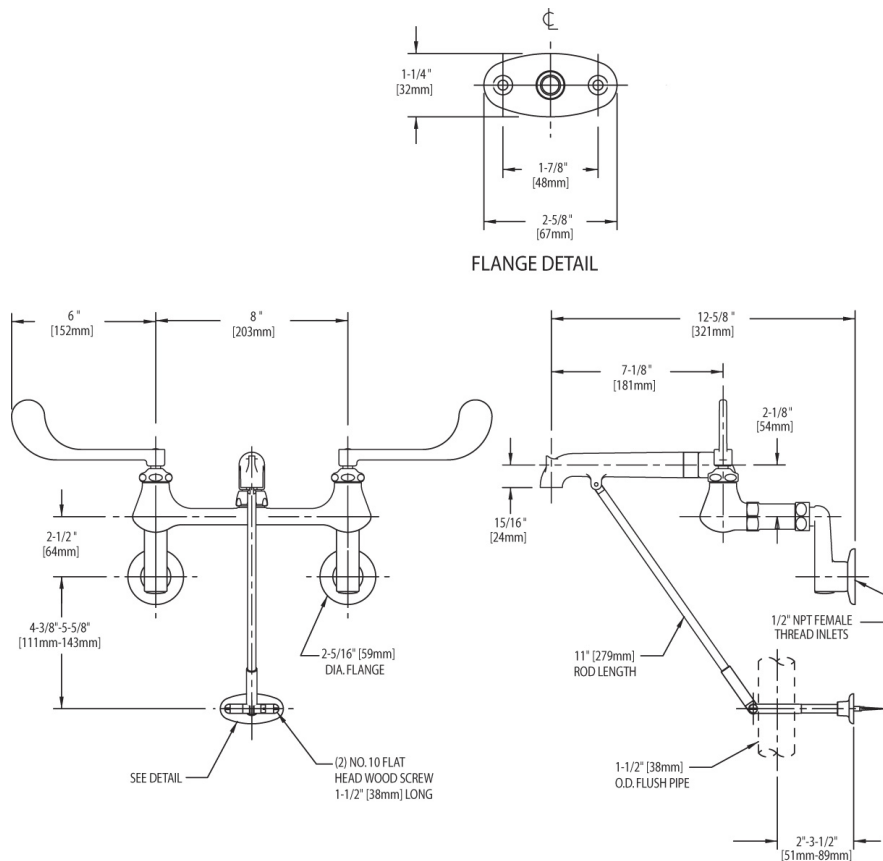 ℄
1-1/4"
[32mm]
1-7/8"
[48mm]
2-5/8"
[67mm]
FLANGE DETAIL
6"
[152mm]
8"
[203mm]
12-5/8"
[321mm]
7-1/8"
[181mm]
2-1/8"
[54mm]
2-1/2"
[64mm]
15/16"
[24mm]
4-3/8"-5-5/8"
[111mm-143mm]
2-5/16" [59mm]
DIA. FLANGE
1/2" NPT FEMALE
THREAD INLETS
11" [279mm]
ROD LENGTH
SEE DETAIL
(2) NO. 10 FLAT
HEAD WOOD SCREW
1-1/2" [38mm] LONG
1-1/2" [38mm]
O.D. FLUSH PIPE
2"-3-1/2"
[51mm-89mm]